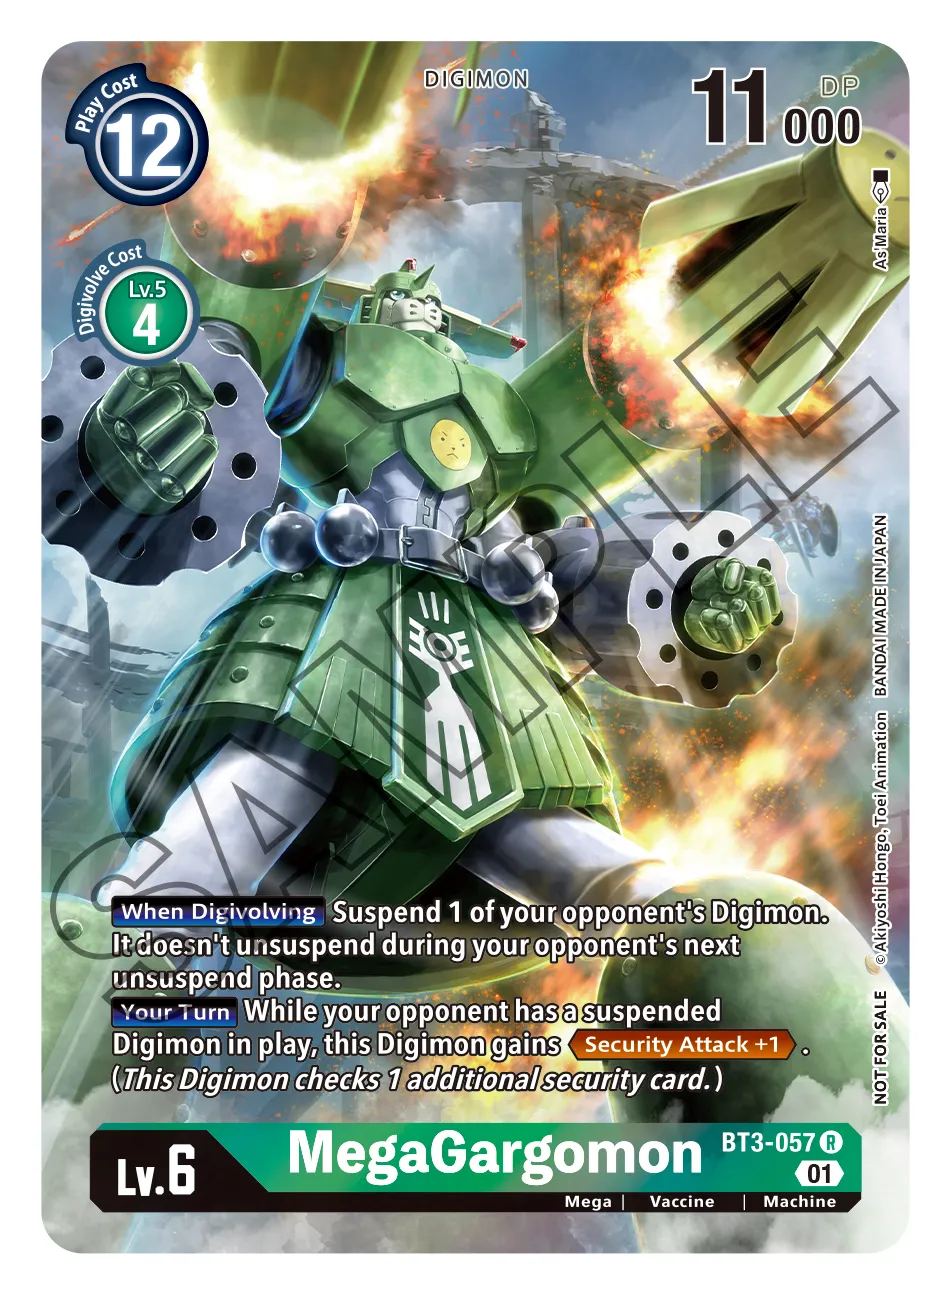 DIGIMON
Play Cost
12
11000
DP
Digivolve Cost
Lv.5
4
As'Maria
SAMPLE
BANDAI MADE IN JAPAN
©Akiyoshi Hongo, Toei Animation
NOT FOR SALE
When Digivolving Suspend 1 of your opponent's Digimon.
It doesn't unsuspend during your opponent's next
unsuspend phase.
Your Turn While your opponent has a suspended
Digimon in play, this Digimon gains Security Attack +1 .
(This Digimon checks 1 additional security card.)
Lv.6
MegaGargomon
BT3-057 R
01
Mega | Vaccine | Machine